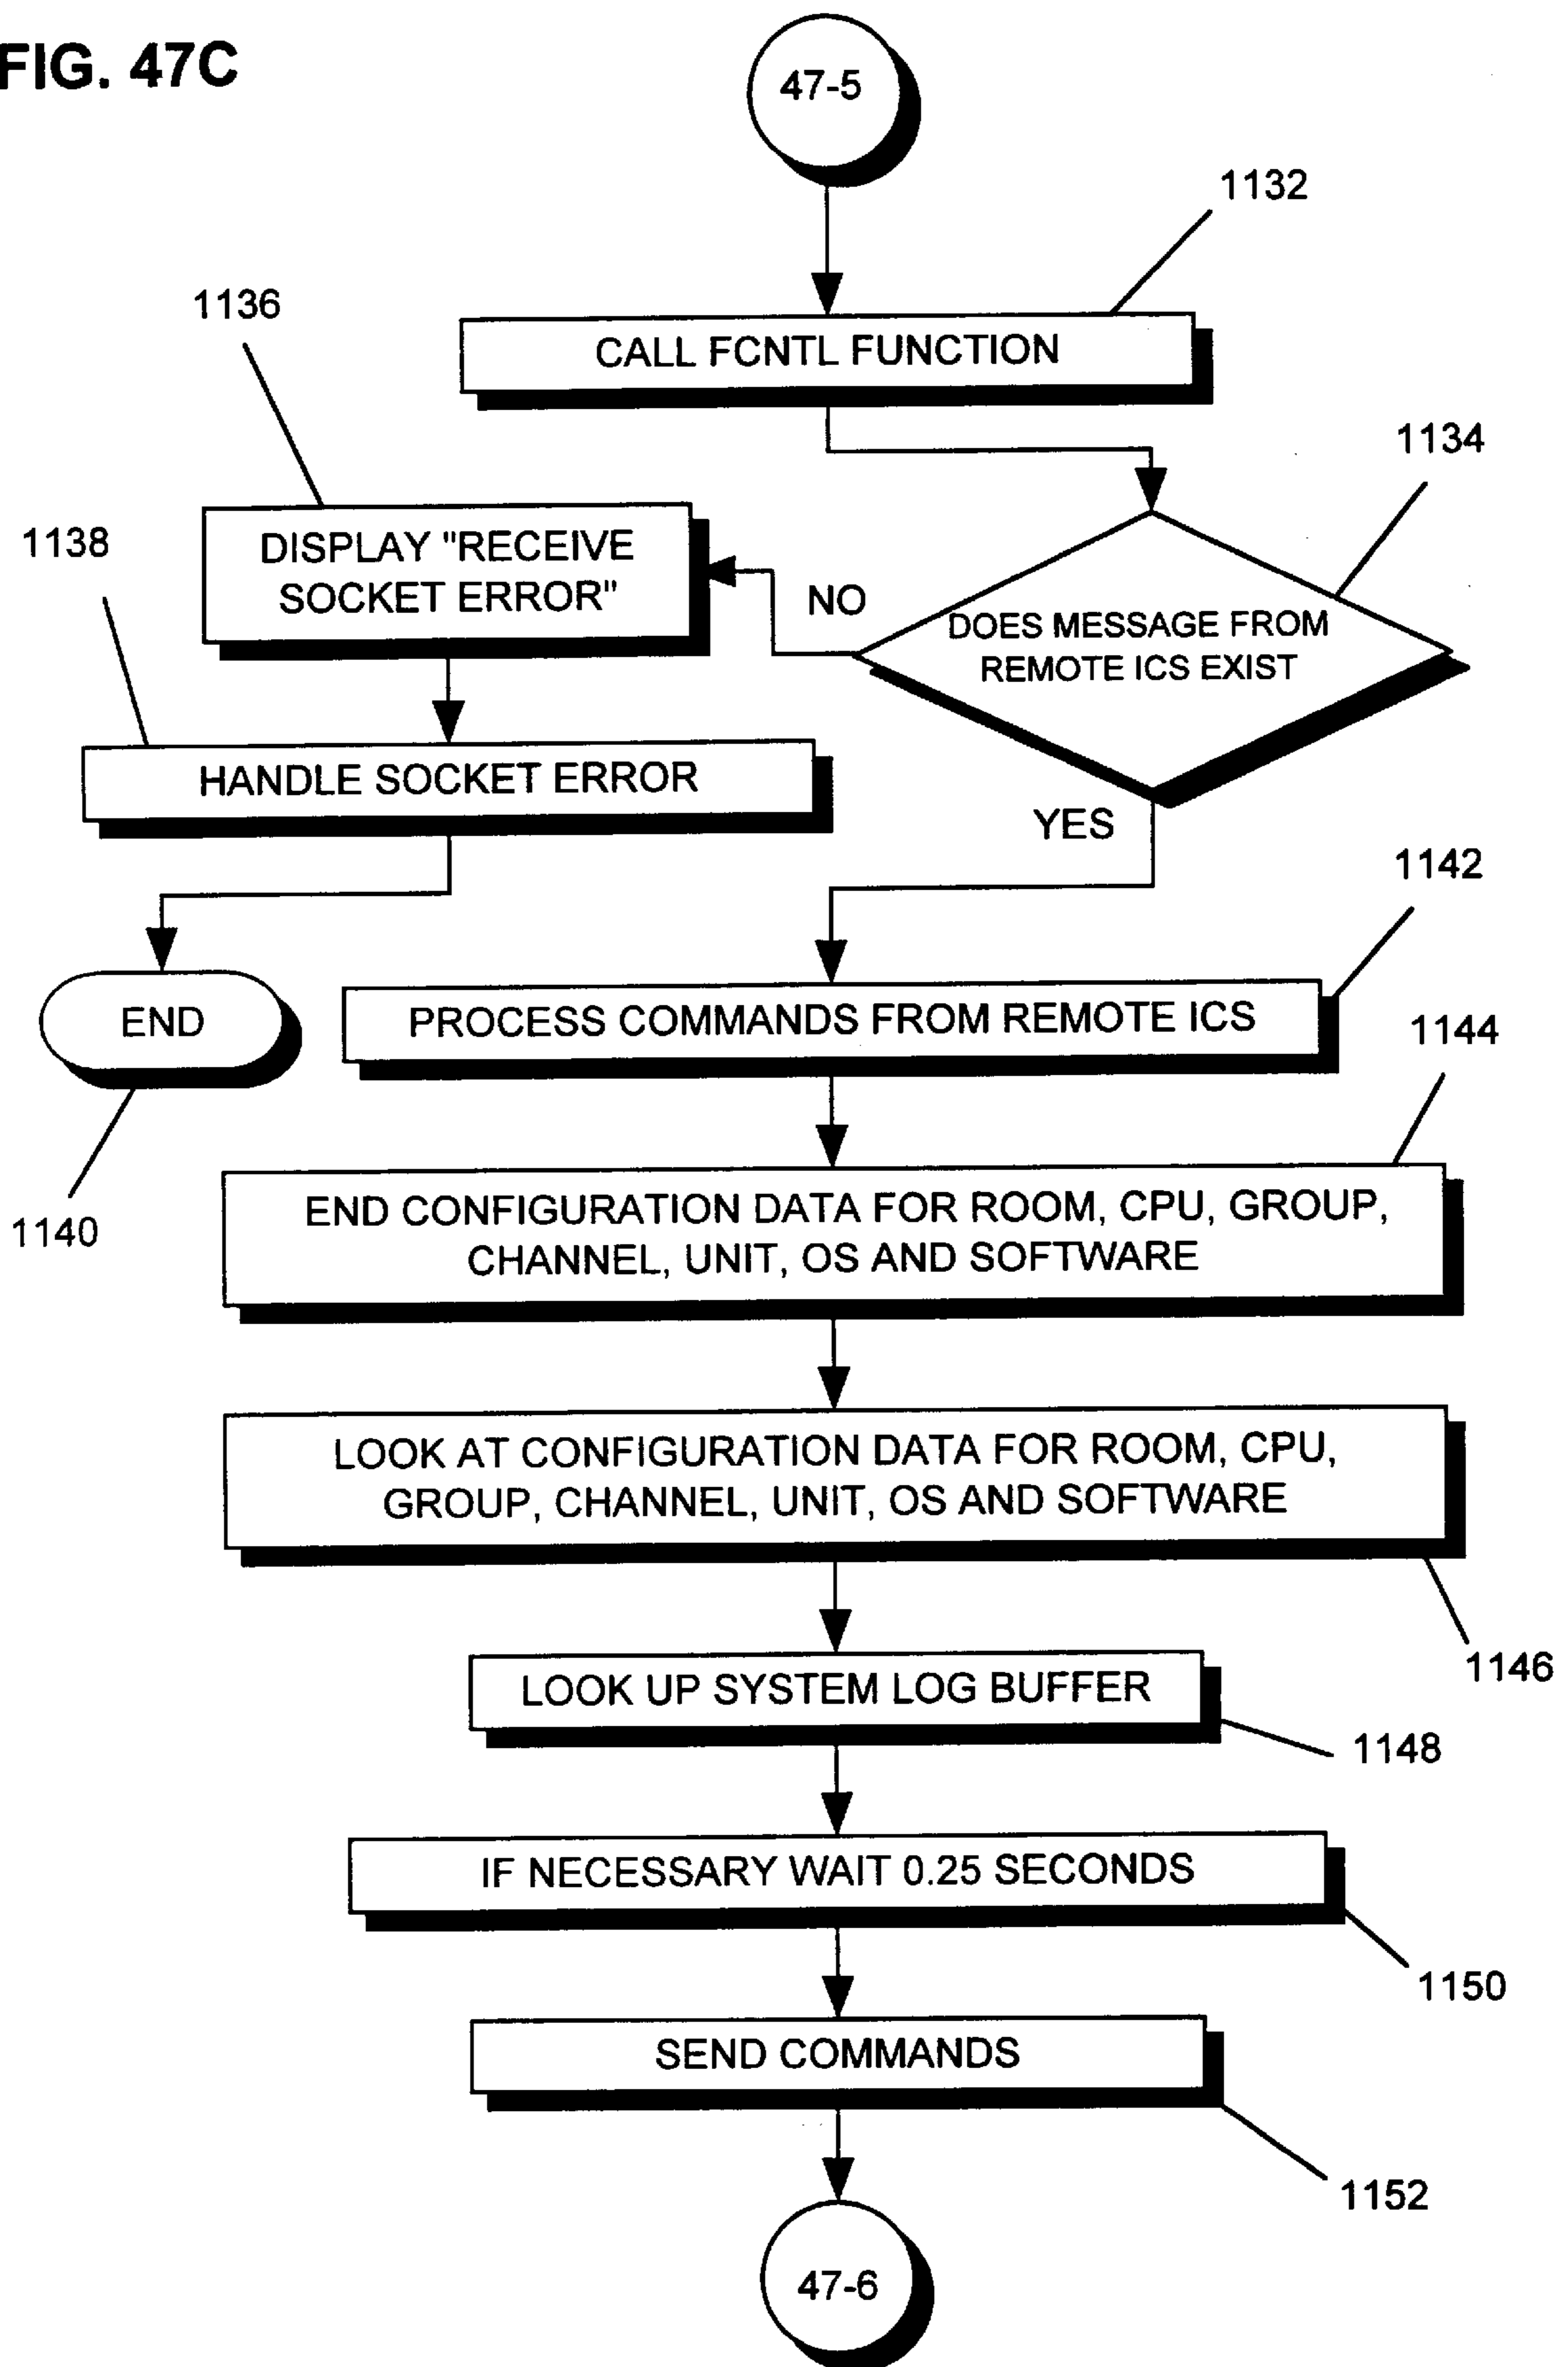 FIG. 47C
47-5
1132
CALL FCNTL FUNCTION
1136
1134
DISPLAY "RECEIVE
SOCKET ERROR"
1138
NO
DOES MESSAGE FROM
REMOTE ICS EXIST
HANDLE SOCKET ERROR
YES
1142
END
PROCESS COMMANDS FROM REMOTE ICS
1144
1140
END CONFIGURATION DATA FOR ROOM, CPU, GROUP,
CHANNEL, UNIT, OS AND SOFTWARE
LOOK AT CONFIGURATION DATA FOR ROOM, CPU,
GROUP, CHANNEL, UNIT, OS AND SOFTWARE
1146
LOOK UP SYSTEM LOG BUFFER
1148
IF NECESSARY WAIT 0.25 SECONDS
1150
SEND COMMANDS
1152
47-6